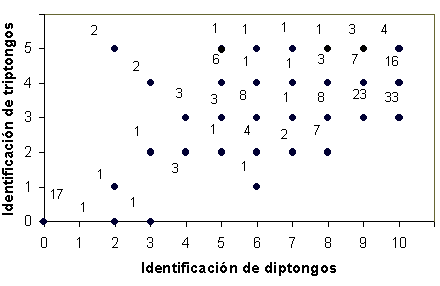 Identificación de triptongos
2 1 1 1 1 3 4
5
2 6 1 1 3 7 16
4
3 3 8 1 8 23 33
3
1 1 4 2 7
2
3
1 1
1
17 1 1
0
0 1 2 3 4 5 6 7 8 9 10
Identificación de diptongos